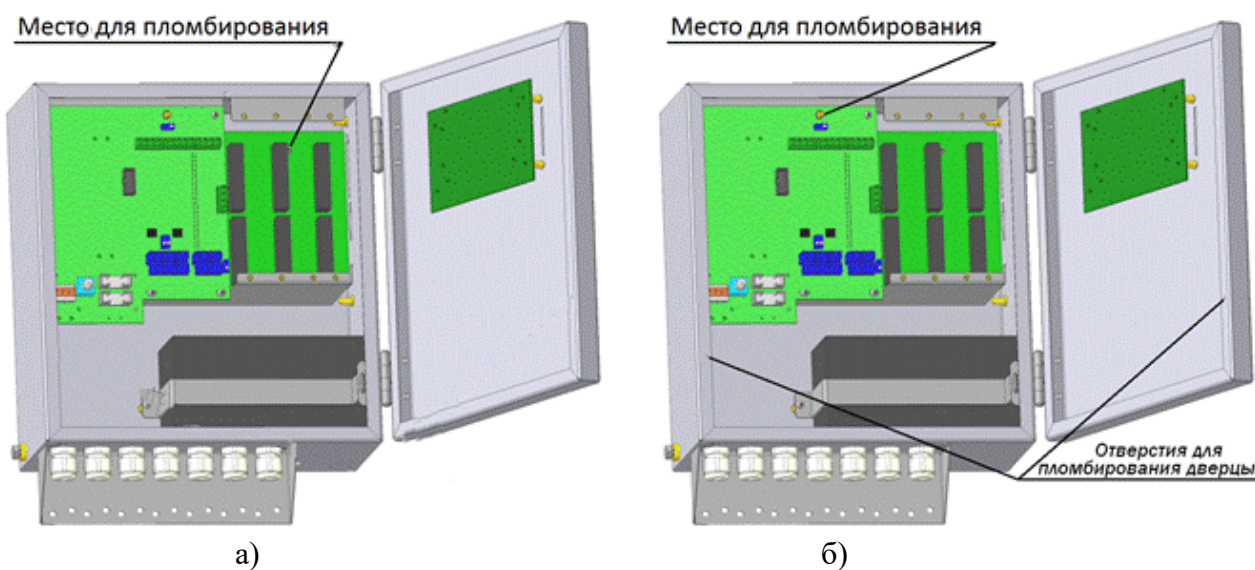 Место для пломбирования
Место для пломбирования
Отверстия для
пломбирования дверцы
а)
б)